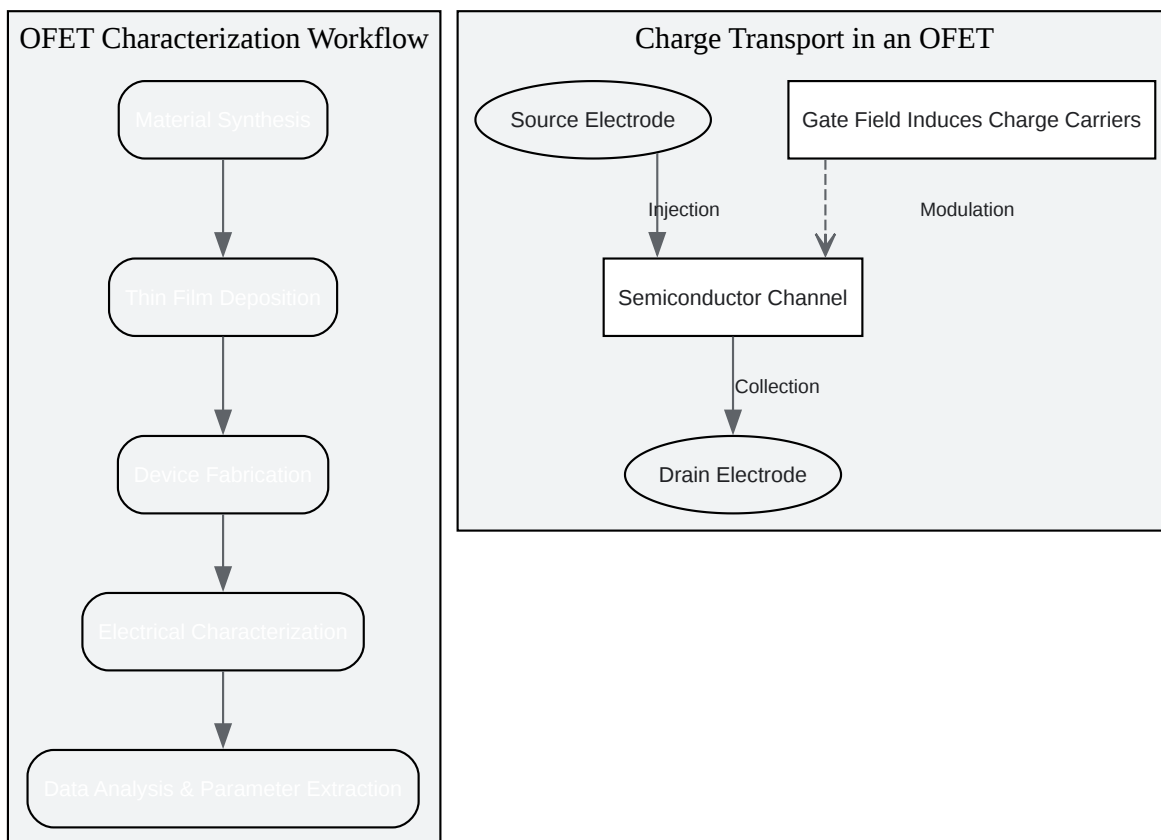 OFET Characterization Workflow
Material Synthesis
Thin Film Deposition
Device Fabrication
Electrical Characterization
Data Analysis & Parameter Extraction
Charge Transport in an OFET
Source Electrode
Gate Field Induces Charge Carriers
Injection
Modulation
Semiconductor Channel
Collection
Drain Electrode